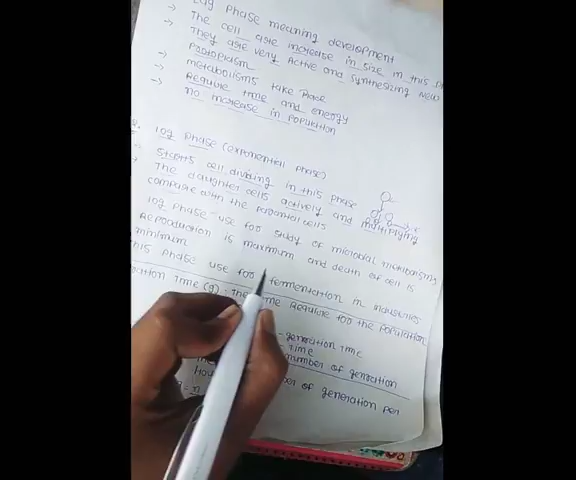 → Lag phase meaning development
→ The cell are increase in size in this
→ They are very Active and synthesizing New
Protoplasm
→ metabolisms take Place
→ Require time and energy
no increase in population
log phase (exponential phase)
Starts cell dividing in this phase
The daughter cells actively and multiplying
compare with the parental cells
log phase use for study of microbial metabolisms
Reproduction is maximum and death of cell is
minimum
This phase use for fermentation in industries
Time (g): The time Require for the population
- generation Time
- Time
number of generation
Hou
of generation per